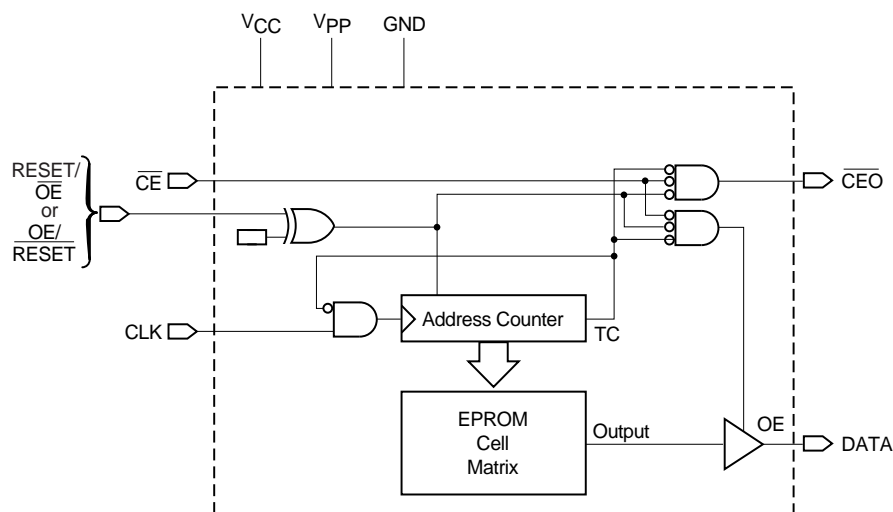 VCC
VPP
GND
RESET/
OE
or
OE/
RESET
CE
CEO
CLK
Address Counter
TC
EPROM
Cell
Matrix
Output
OE
DATA